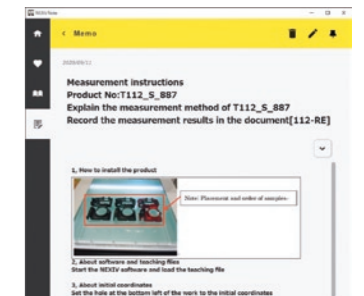 Memo
Measurement instructions
Product No:T112_S_887
Explain the measurement method of T112_S_887
Record the measurement results in the document[112-RE]
1, How to install the product
Note: Placement and order of samples.
2, About software and teaching files
Start the NEXIV software and load the teaching file
3, About initial coordinates
Set the hole at the bottom left of the work to the initial coordinates